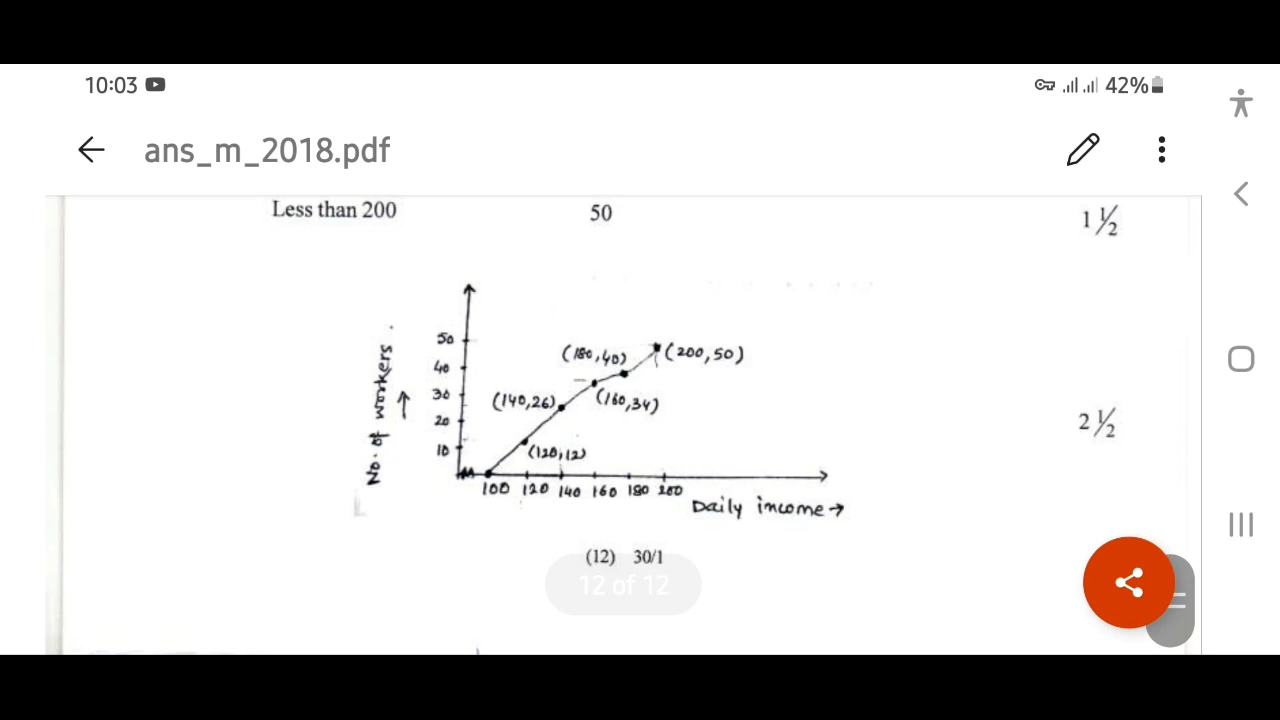 10:03 42%
ans_m_2018.pdf
Less than 200 50 1 ½
50
40
30
20
10
No. of workers.
(180,40) (200,50)
(140,26) (160,34)
(120,12)
100 120 140 160 180 200
Daily income
2 ½
(12) 30/1
12 of 12